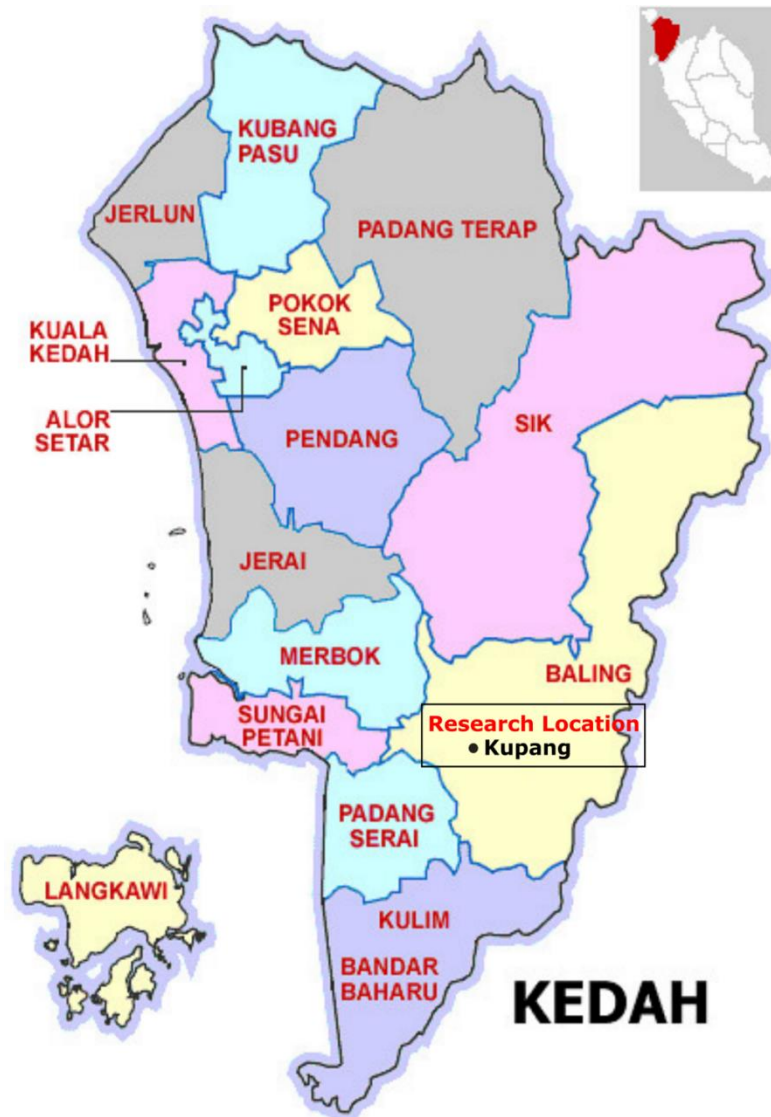 KUBANG
PASU
JERLUN
PADANG TERAP
POKOK
SENA
KUALA
KEDAH
ALOR
SETAR
PENDANG
SIK
JERAI
MERBOK
BALING
SUNGAI
PETANI
Research Location
Kupang
PADANG
SERAI
LANGKAWI
KULIM
BANDAR
BAHARU
KEDAH